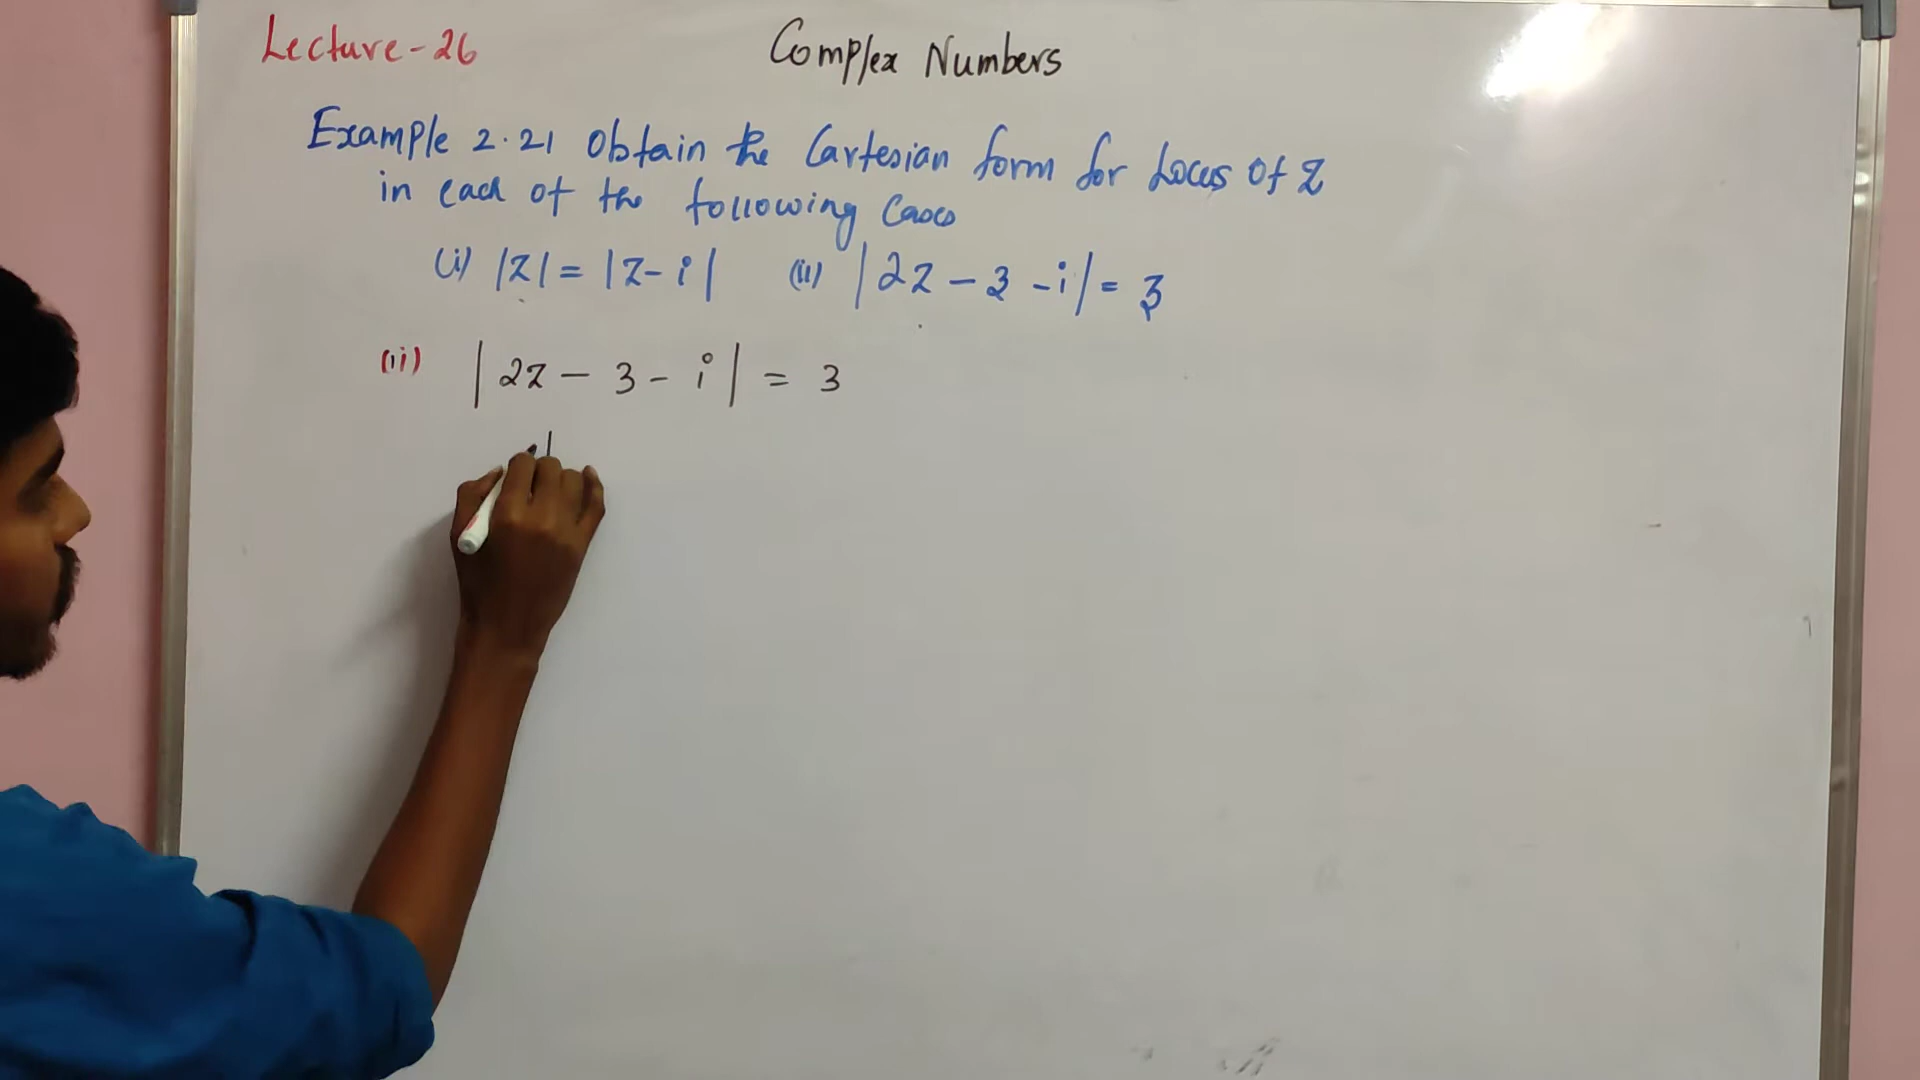 Lecture-26
Complex Numbers
Example 2.21 Obtain the Cartesian form for Locus of Z
in each of the following cases
(i) |z| = |z - i| (ii) |2z - 3 - i| = 3
(ii) |2z - 3 - i| = 3